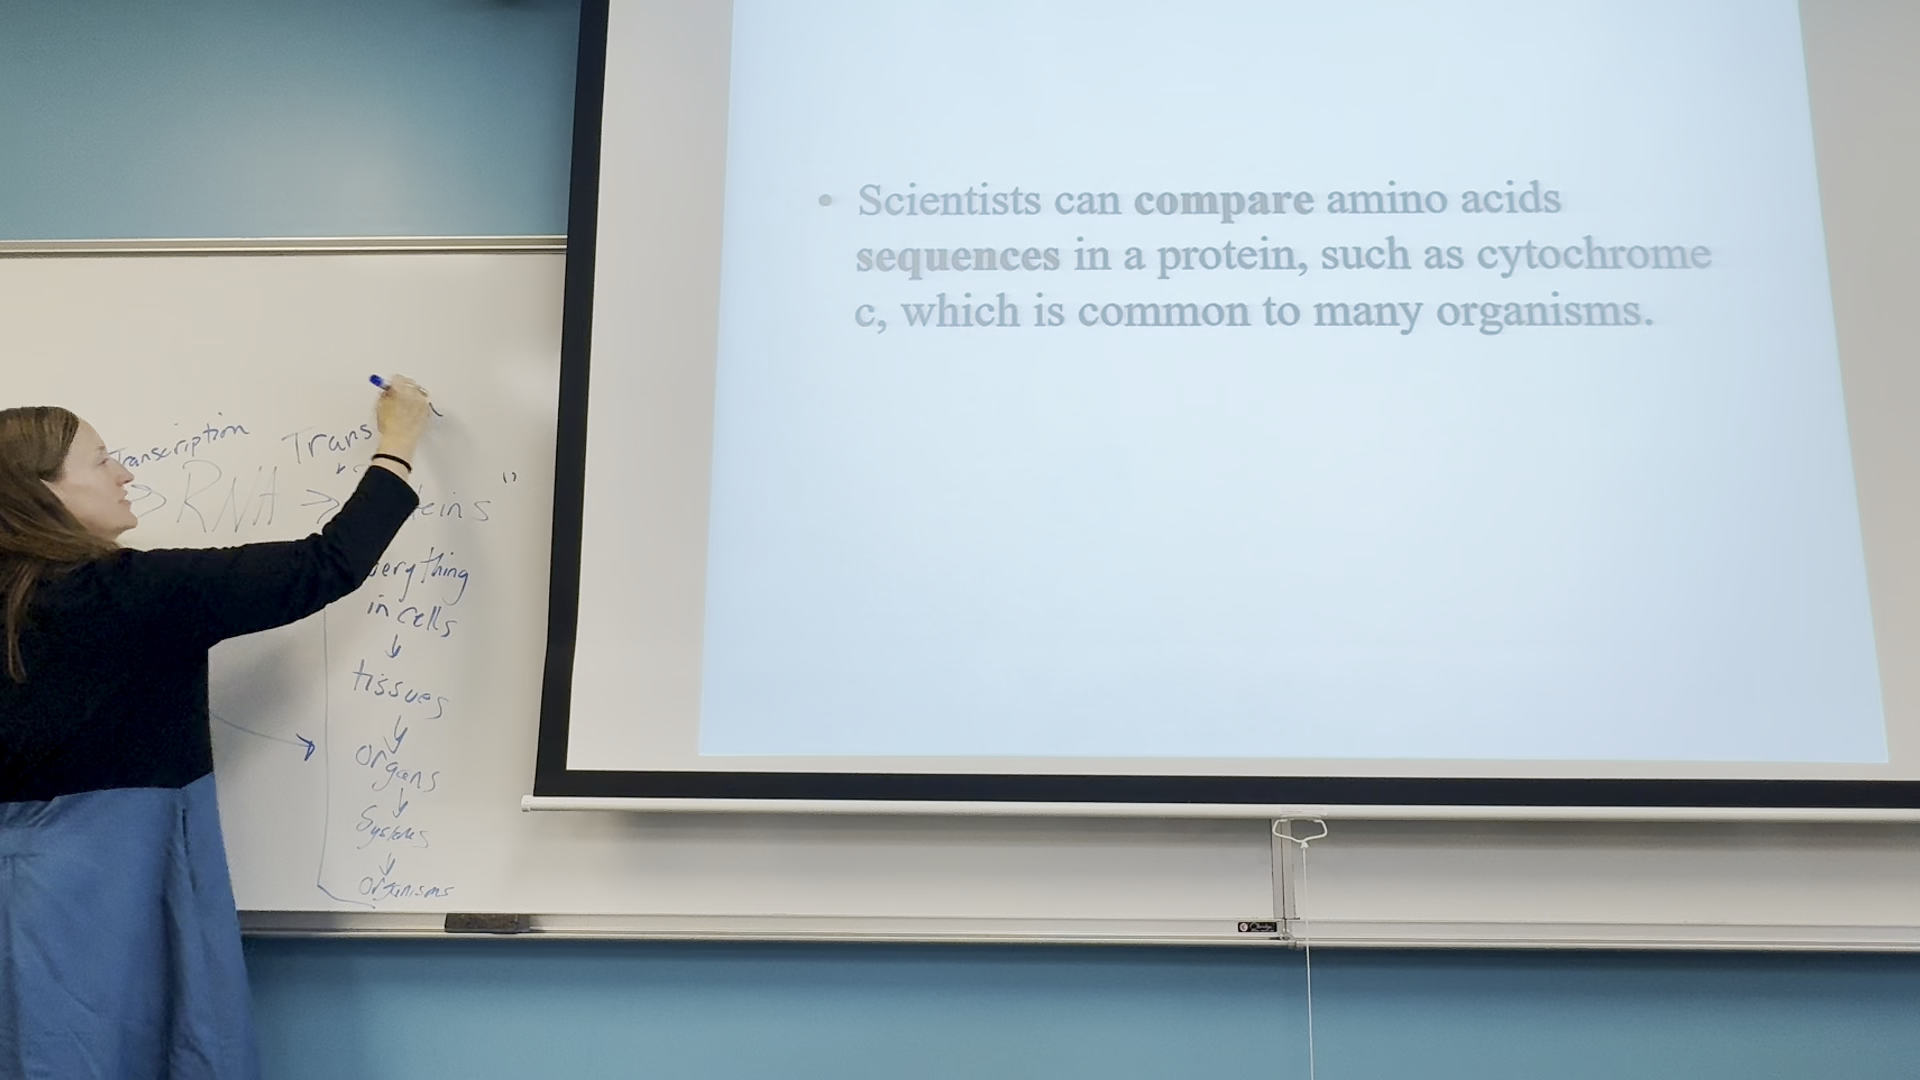 Transcription
Trans
RNA → teins"
erything
in cells
↓
tissues
↓
organs
↓
Systems
↓
organisms
• Scientists can compare amino acids
sequences in a protein, such as cytochrome
c, which is common to many organisms.